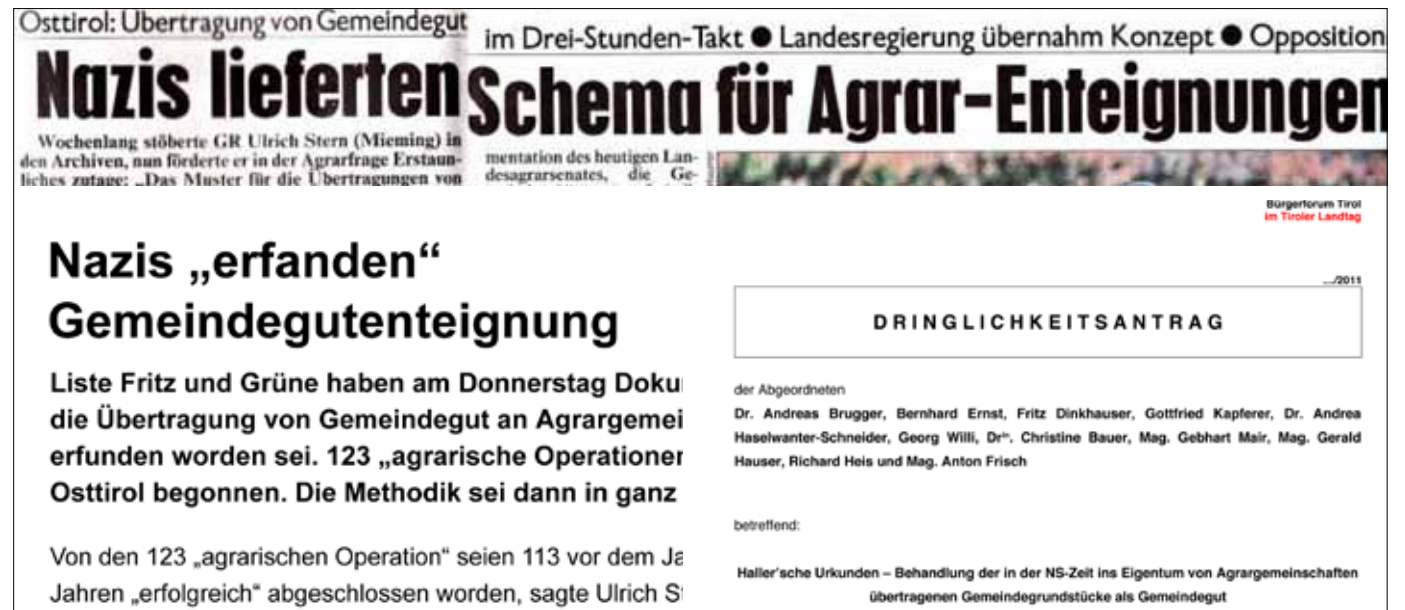 Osttirol: Übertragung von Gemeindegut
Nazis lieferten
Wochenlang stöberte GR Ulrich Stern (Mieming) in
den Archiven, nun förderte er in der Agrarfrage Erstaun-
liches zutage: „Das Muster für die Übertragungen von
im Drei-Stunden-Takt ● Landesregierung übernahm Konzept ● Opposition
Schema für Agrar-Enteignungen
mentation des heutigen Lan-
desagrarsenates, die Ge-
Nazis „erfanden“
Gemeindegutenteignung
Liste Fritz und Grüne haben am Donnerstag Doku
die Übertragung von Gemeindegut an Agrargemei
erfunden worden sei. 123 „agrarische Operationen
Osttirol begonnen. Die Methodik sei dann in ganz
Von den 123 „agrarischen Operation“ seien 113 vor dem Ja
Jahren „erfolgreich“ abgeschlossen worden, sagte Ulrich St
Bürgerforum Tirol
im Tiroler Landtag
.../2011
DRINGLICHKEITSANTRAG
der Abgeordneten
Dr. Andreas Brugger, Bernhard Ernst, Fritz Dinkhauser, Gottfried Kapferer, Dr. Andrea
Haselwanter-Schneider, Georg Willi, Drⁱⁿ. Christine Bauer, Mag. Gebhart Mair, Mag. Gerald
Hauser, Richard Heis und Mag. Anton Frisch
betreffend:
Haller'sche Urkunden – Behandlung der in der NS-Zeit ins Eigentum von Agrargemeinschaften
übertragenen Gemeindegrundstücke als Gemeindegut